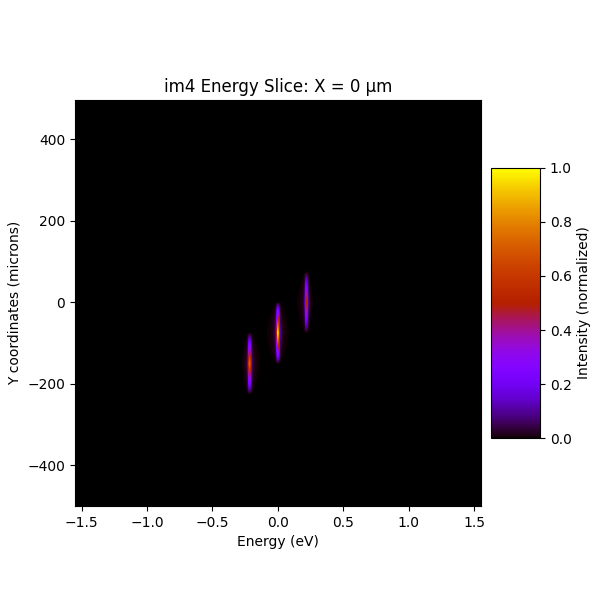 im4 Energy Slice: X = 0 μm
400
200
0
−200
−400
Y coordinates (microns)
−1.5 −1.0 −0.5 0.0 0.5 1.0 1.5
Energy (eV)
1.0
0.8
0.6
0.4
0.2
0.0
Intensity (normalized)